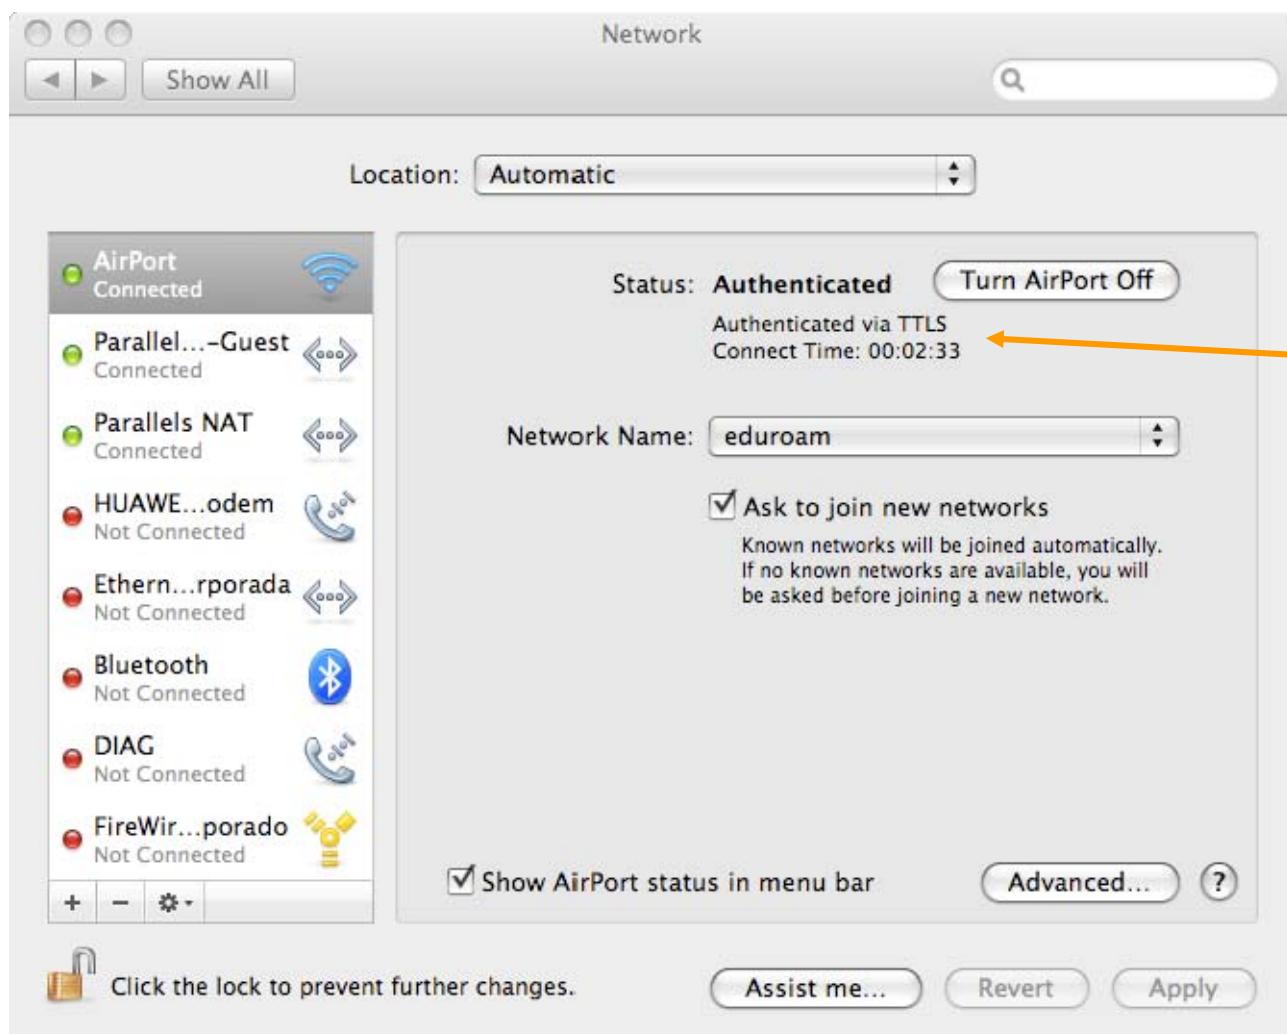 Network
Show All
Location: Automatic
AirPort
Connected
Parallel...-Guest
Connected
Parallels NAT
Connected
HUAWE...odem
Not Connected
Ethern...rporada
Not Connected
Bluetooth
Not Connected
DIAG
Not Connected
FireWir...porado
Not Connected
Status: Authenticated Turn AirPort Off
Authenticated via TTLS
Connect Time: 00:02:33
Network Name: eduroam
Ask to join new networks
Known networks will be joined automatically.
If no known networks are available, you will
be asked before joining a new network.
Show AirPort status in menu bar Advanced... ?
Click the lock to prevent further changes. Assist me... Revert Apply